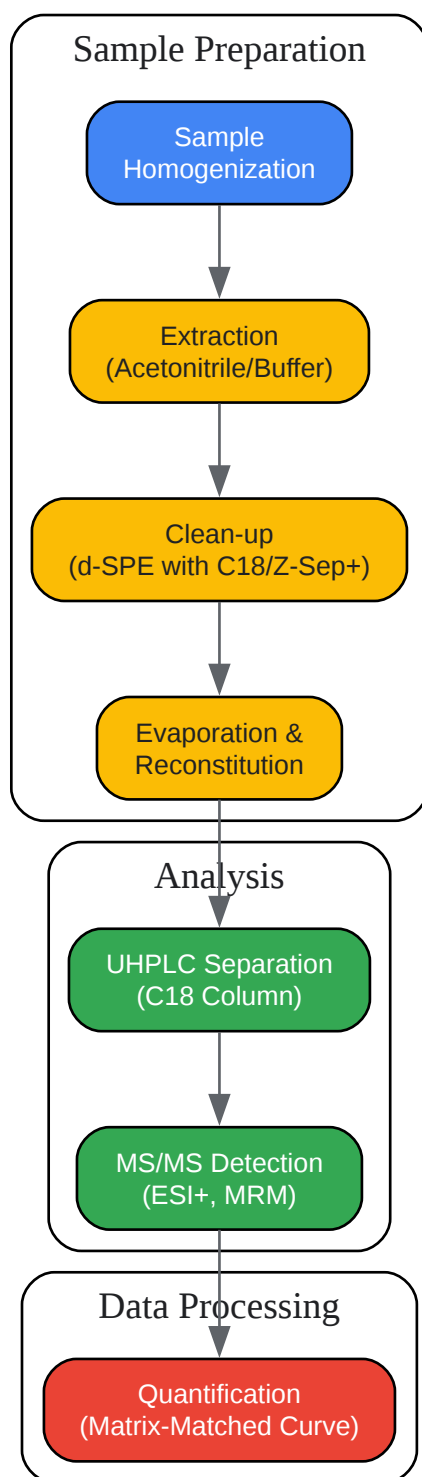 Sample Preparation
Sample
Homogenization
Extraction
(Acetonitrile/Buffer)
Clean-up
(d-SPE with C18/Z-Sep+)
Evaporation &
Reconstitution
Analysis
UHPLC Separation
(C18 Column)
MS/MS Detection
(ESI+, MRM)
Data Processing
Quantification
(Matrix-Matched Curve)